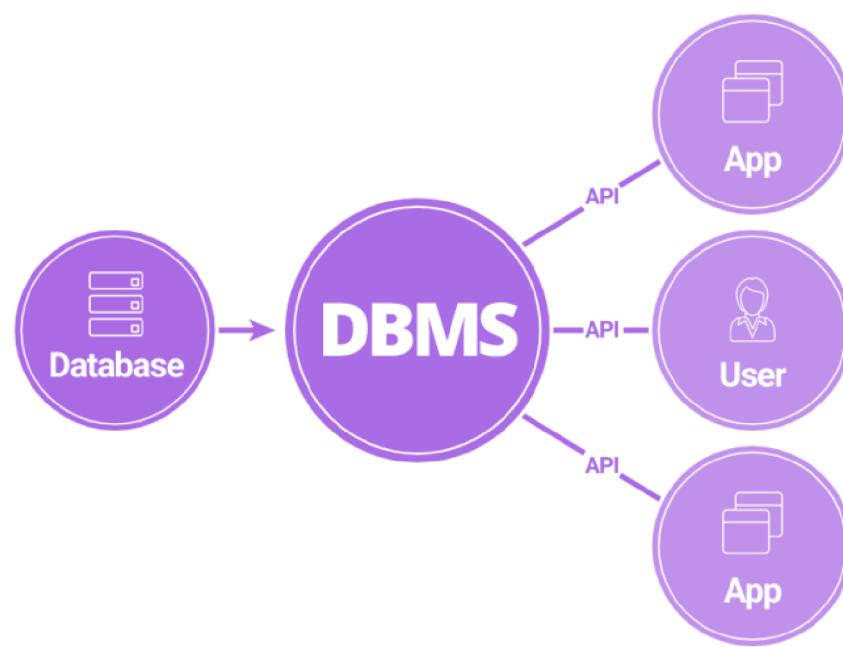 App
API
Database
DBMS
API
User
API
App